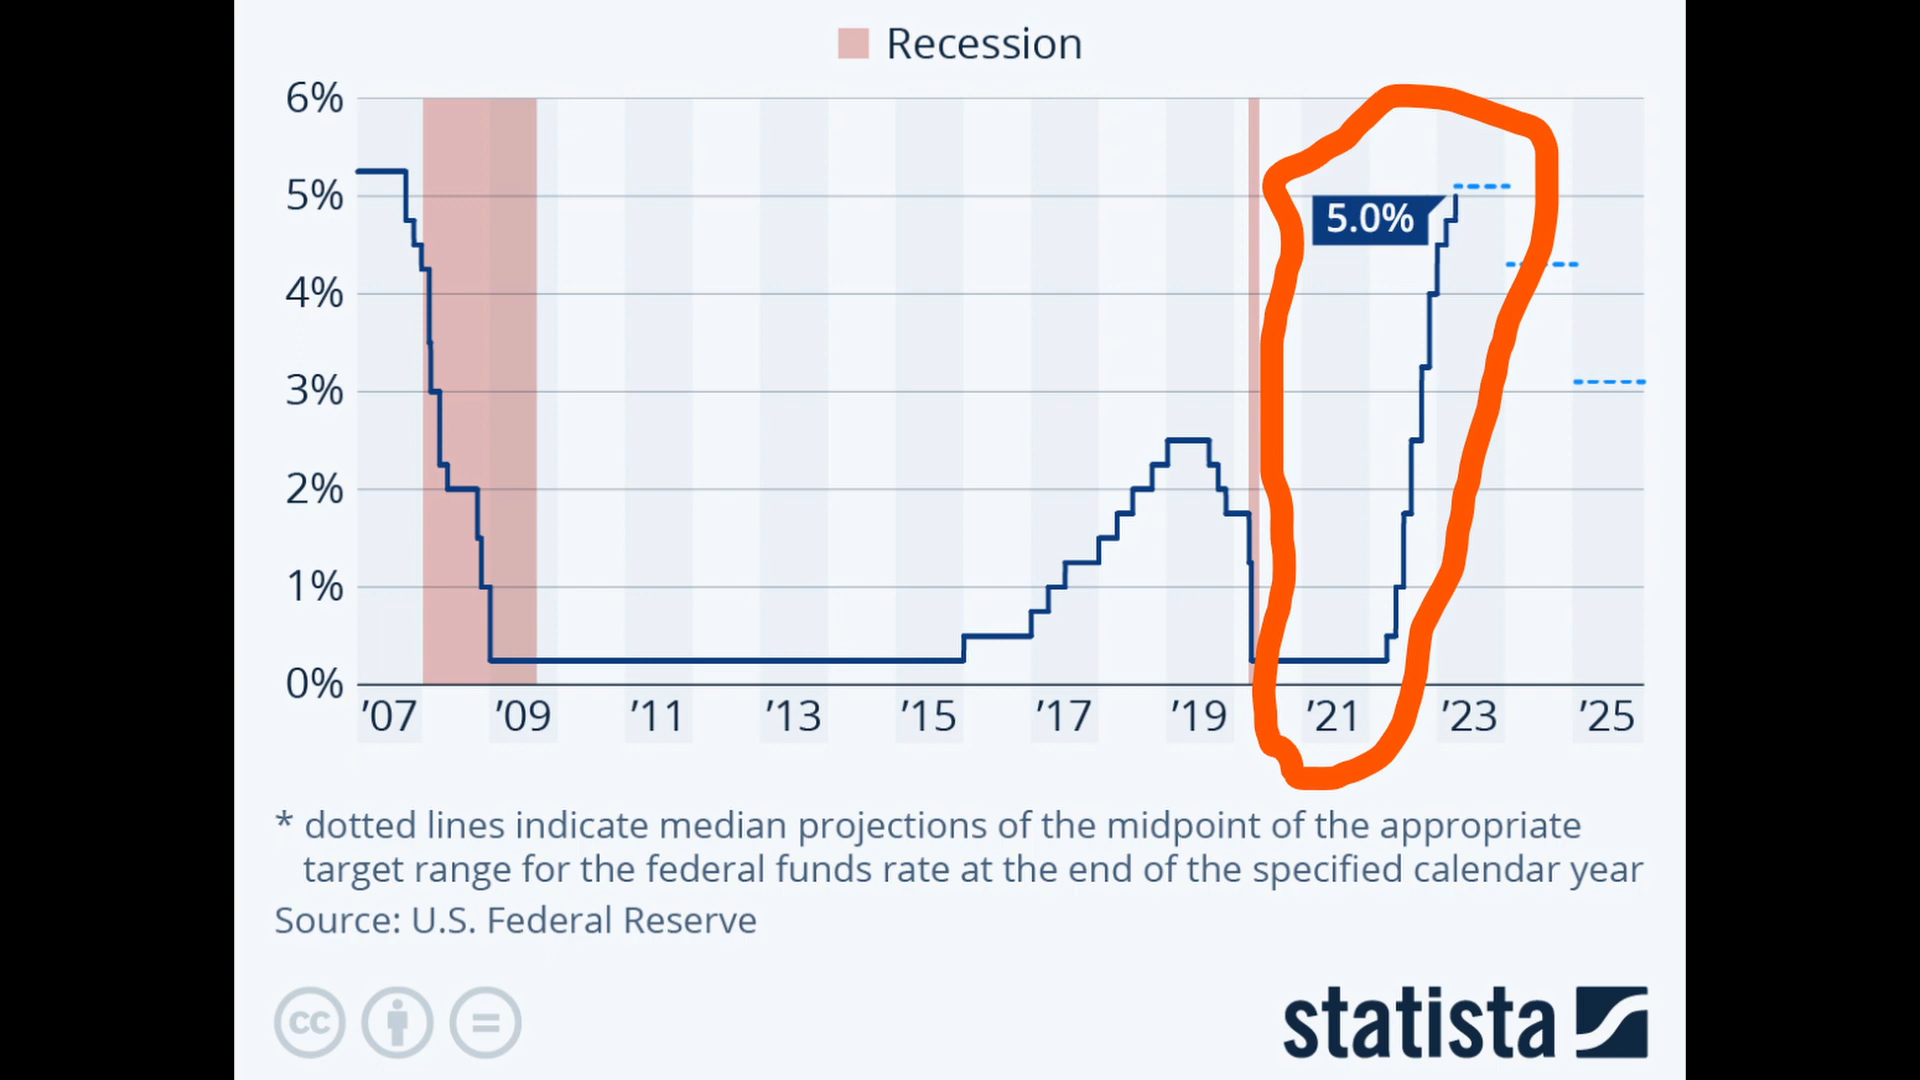 Recession
6%
5%
5.0%
4%
3%
2%
1%
0%
’07 ’09 ’11 ’13 ’15 ’17 ’19 ’21 ’23 ’25
* dotted lines indicate median projections of the midpoint of the appropriate
target range for the federal funds rate at the end of the specified calendar year
Source: U.S. Federal Reserve
cc
statista